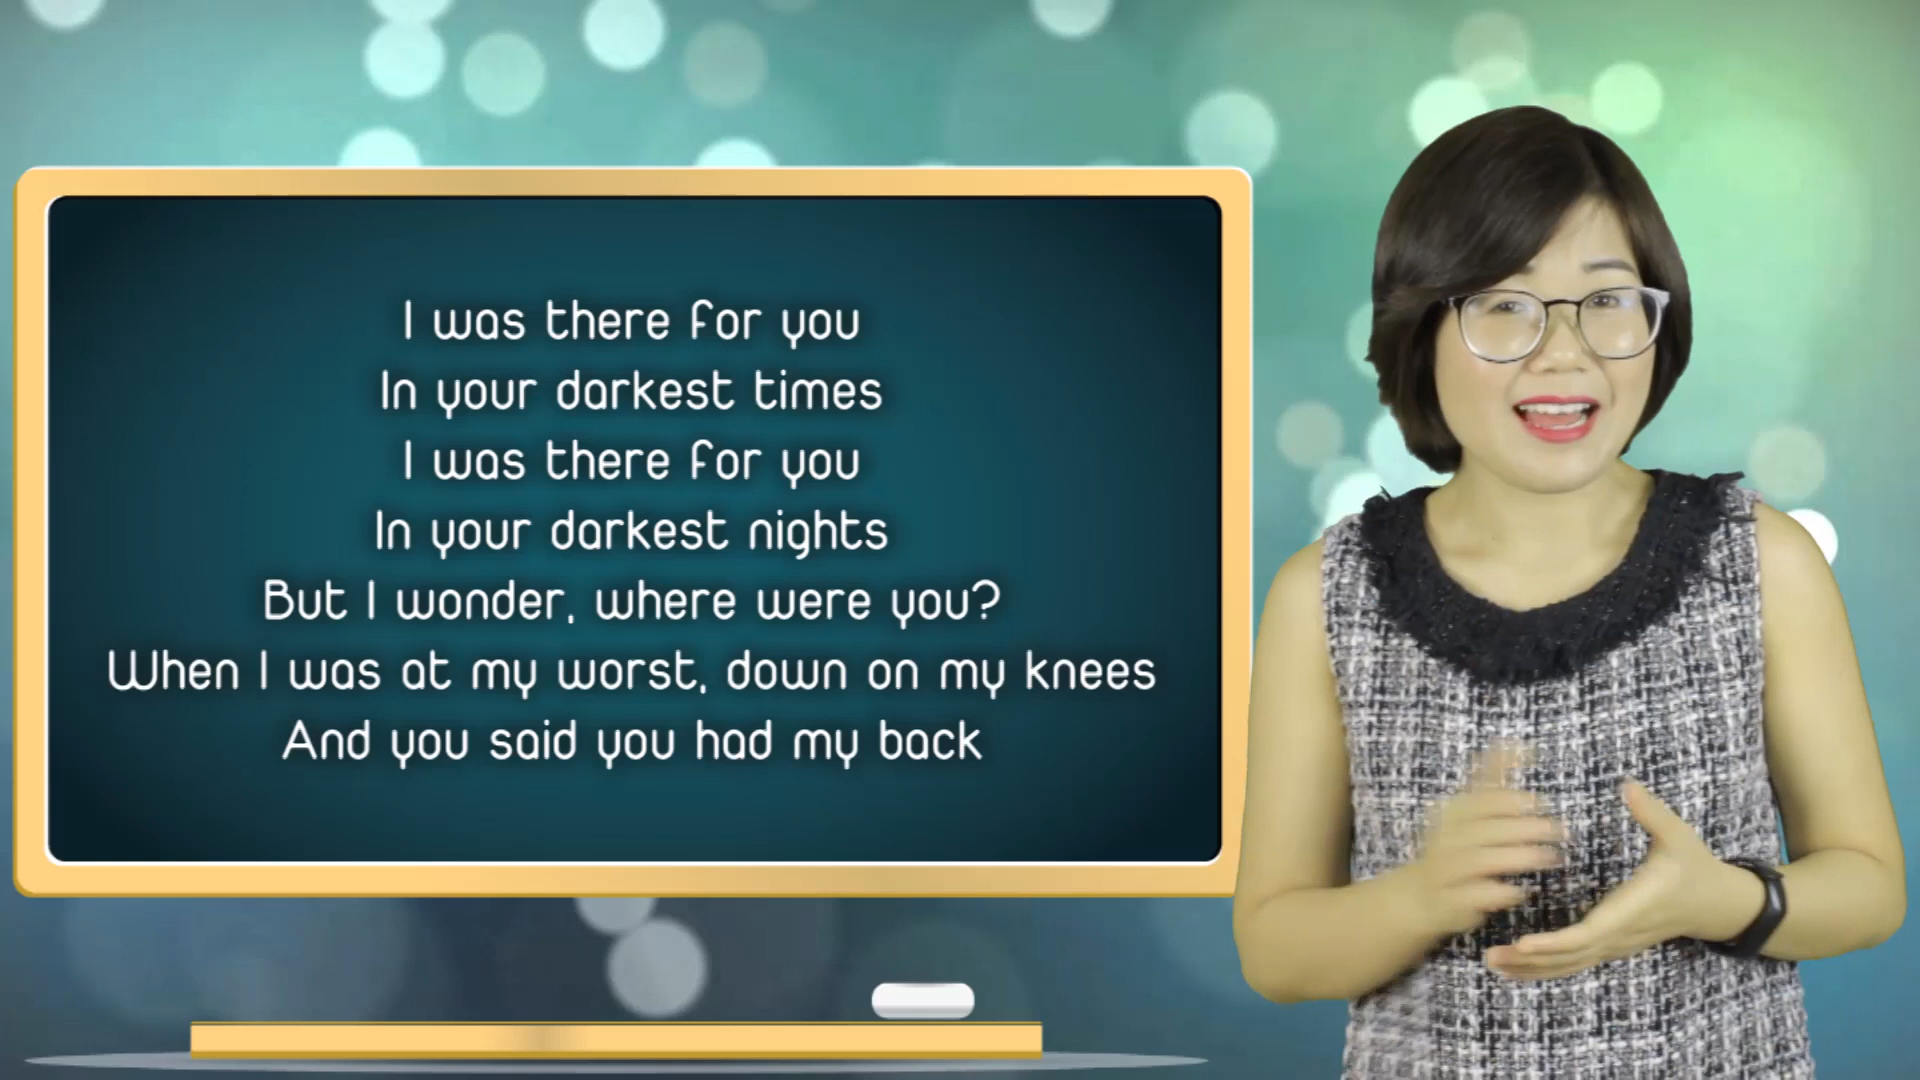 I was there for you
In your darkest times
I was there for you
In your darkest nights
But I wonder, where were you?
When I was at my worst, down on my knees
And you said you had my back